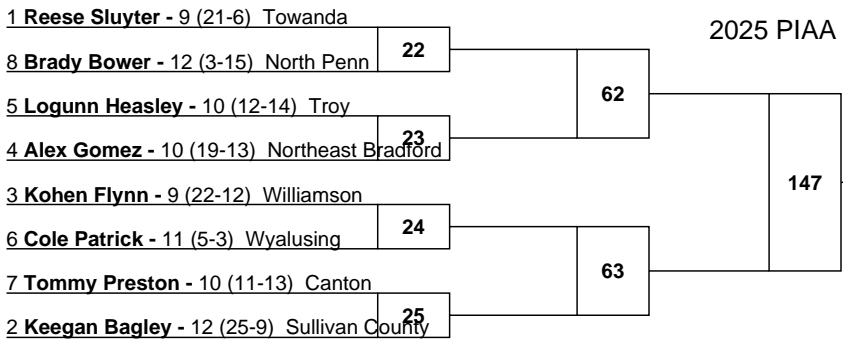 1 Reese Sluyter - 9 (21-6) Towanda
2025 PIAA
22
8 Brady Bower - 12 (3-15) North Penn
62
5 Logunn Heasley - 10 (12-14) Troy
23
4 Alex Gomez - 10 (19-13) Northeast Bradford
147
3 Kohen Flynn - 9 (22-12) Williamson
24
6 Cole Patrick - 11 (5-3) Wyalusing
63
7 Tommy Preston - 10 (11-13) Canton
25
2 Keegan Bagley - 12 (25-9) Sullivan County